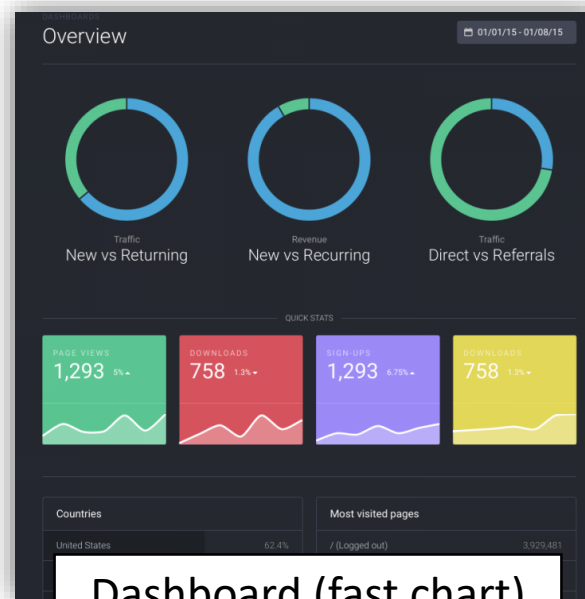 DASHBOARDS
Overview
01/01/15 - 01/08/15
Traffic
New vs Returning
Revenue
New vs Recurring
Traffic
Direct vs Referrals
QUICK STATS
PAGE VIEWS
1,293 5%
DOWNLOADS
758 1.3%
SIGN-UPS
1,293 6.75%
DOWNLOADS
758 1.3%
Countries
United States 62.4%
Most visited pages
/ (Logged out) 3,929,481
Dashboard (fast chart)